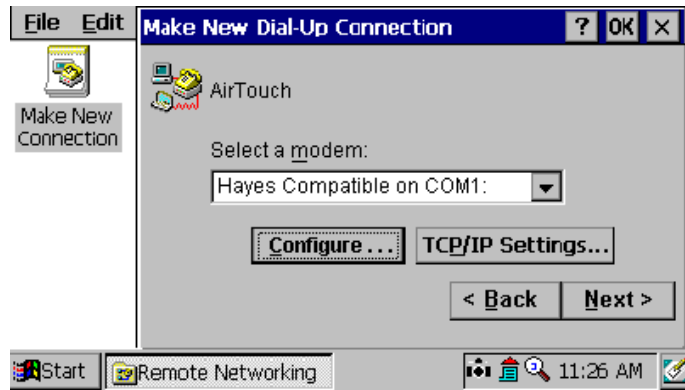 File Edit
Make New Dial-Up Connection ? OK ×
Make New
Connection
AirTouch
Select a modem:
Hayes Compatible on COM1:
Configure . . . TCP/IP Settings...
< Back Next >
Start Remote Networking 11:26 AM